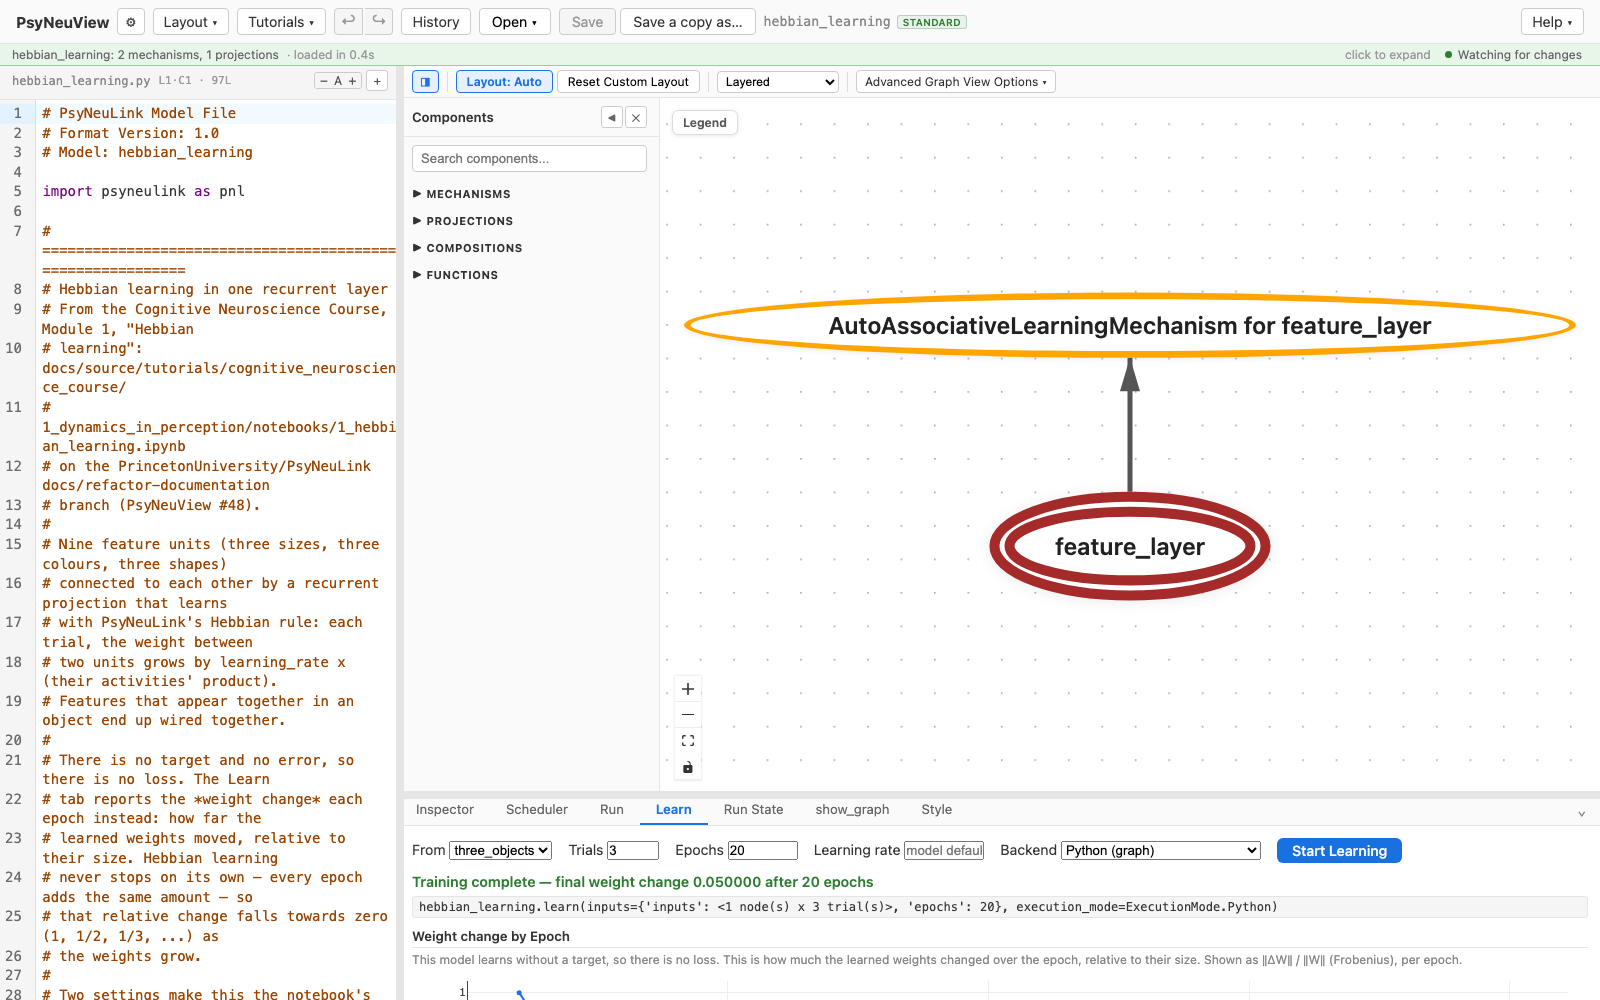 PsyNeuView ⚙ Layout ▾ Tutorials ▾ ↩ ↪ History Open ▾ Save Save a copy as... hebbian_learning STANDARD Help ▾
hebbian_learning: 2 mechanisms, 1 projections · loaded in 0.4s click to expand ● Watching for changes
hebbian_learning.py L1·C1 · 97L − A + +
1 # PsyNeuLink Model File
2 # Format Version: 1.0
3 # Model: hebbian_learning
4
5 import psyneulink as pnl
6
7 #
==========================================
=================
8 # Hebbian learning in one recurrent layer
9 # From the Cognitive Neuroscience Course,
Module 1, "Hebbian
10 # learning":
docs/source/tutorials/cognitive_neuroscien
ce_course/
11 #
1_dynamics_in_perception/notebooks/1_hebbi
an_learning.ipynb
12 # on the PrincetonUniversity/PsyNeuLink
docs/refactor-documentation
13 # branch (PsyNeuView #48).
14 #
15 # Nine feature units (three sizes, three
colours, three shapes)
16 # connected to each other by a recurrent
projection that learns
17 # with PsyNeuLink's Hebbian rule: each
trial, the weight between
18 # two units grows by learning_rate x
(their activities' product).
19 # Features that appear together in an
object end up wired together.
20 #
21 # There is no target and no error, so
there is no loss. The Learn
22 # tab reports the *weight change* each
epoch instead: how far the
23 # learned weights moved, relative to
their size. Hebbian learning
24 # never stops on its own — every epoch
adds the same amount — so
25 # that relative change falls towards zero
(1, 1/2, 1/3, ...) as
26 # the weights grow.
27 #
28 # Two settings make this the notebook's
Layout: Auto Reset Custom Layout Layered Advanced Graph View Options ▾
Components ◀ ×
Search components...
▶ MECHANISMS
▶ PROJECTIONS
▶ COMPOSITIONS
▶ FUNCTIONS
Legend
AutoAssociativeLearningMechanism for feature_layer
feature_layer
Inspector Scheduler Run Learn Run State show_graph Style
From three_objects Trials 3 Epochs 20 Learning rate model defaul Backend Python (graph) Start Learning
Training complete — final weight change 0.050000 after 20 epochs
hebbian_learning.learn(inputs={'inputs': <1 node(s) x 3 trial(s)>, 'epochs': 20}, execution_mode=ExecutionMode.Python)
Weight change by Epoch
This model learns without a target, so there is no loss. This is how much the learned weights changed over the epoch, relative to their size. Shown as ‖ΔW‖ / ‖W‖ (Frobenius), per epoch.
1